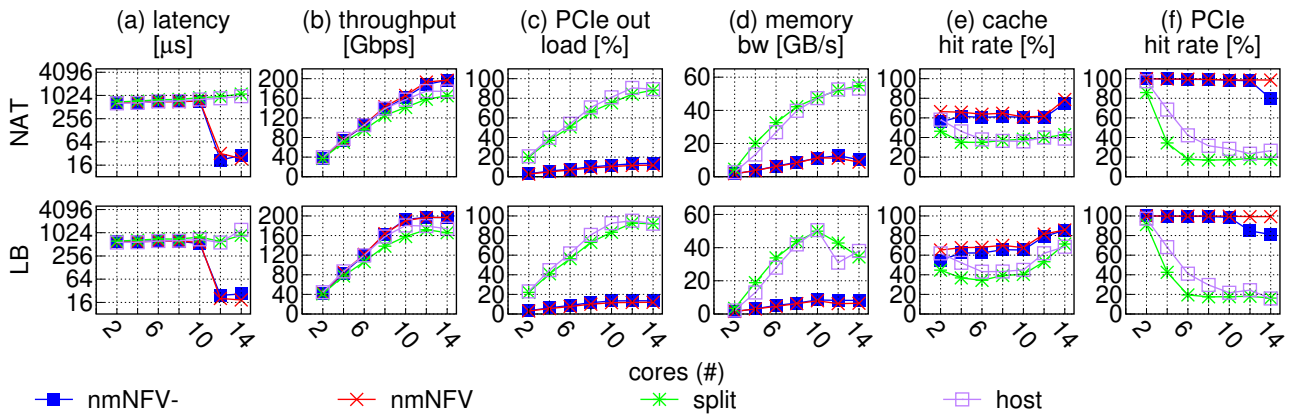 (a) latency [µs]
(b) throughput [Gbps]
(c) PCIe out load [%]
(d) memory bw [GB/s]
(e) cache hit rate [%]
(f) PCIe hit rate [%]
NAT
4096 1024 256 64 16
200 160 120 80 40 0
100 80 60 40 20 0
60 40 20 0
100 80 60 40 20 0
100 80 60 40 20 0
LB
4096 1024 256 64 16
200 160 120 80 40 0
100 80 60 40 20 0
60 40 20 0
100 80 60 40 20 0
100 80 60 40 20 0
2 6 10 14
2 6 10 14
2 6 10 14
2 6 10 14
2 6 10 14
2 6 10 14
cores (#)
nmNFV- nmNFV split host